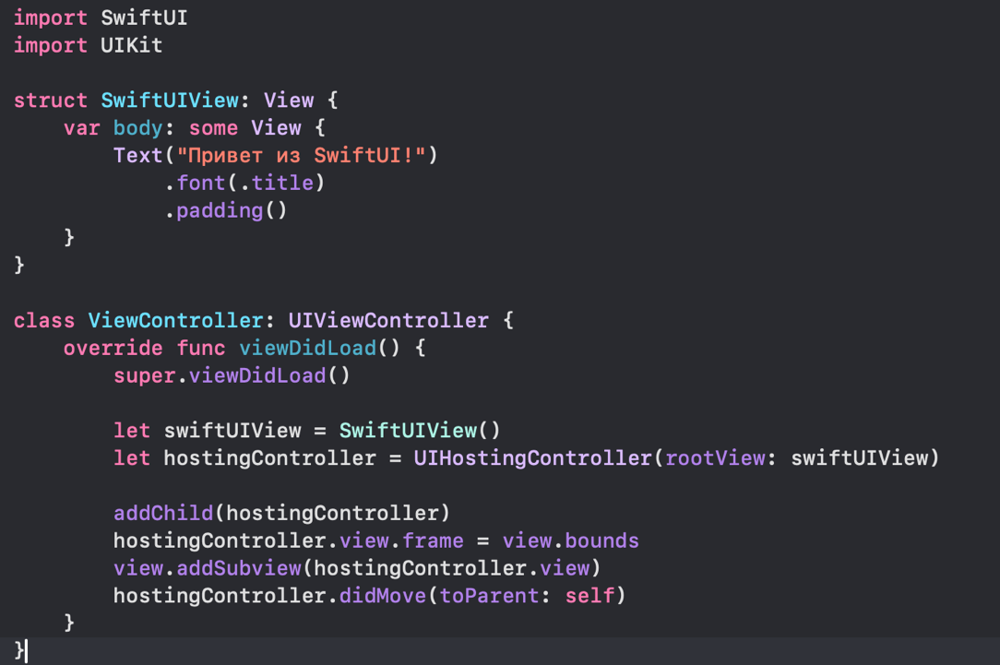 import SwiftUI
import UIKit
struct SwiftUIView: View {
    var body: some View {
        Text("Привет из SwiftUI!")
            .font(.title)
            .padding()
    }
}
class ViewController: UIViewController {
    override func viewDidLoad() {
        super.viewDidLoad()
        let swiftUIView = SwiftUIView()
        let hostingController = UIHostingController(rootView: swiftUIView)
        addChild(hostingController)
        hostingController.view.frame = view.bounds
        view.addSubview(hostingController.view)
        hostingController.didMove(toParent: self)
    }
}